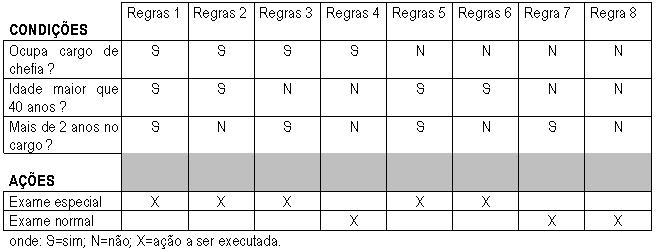 CONDIÇÕES Regras 1 Regras 2 Regras 3 Regras 4 Regras 5 Regras 6 Regra 7 Regra 8
Ocupa cargo de chefia ? S S S S N N N N
Idade maior que 40 anos ? S S N N S S N N
Mais de 2 anos no cargo ? S N S N S N S N
AÇÕES
Exame especial X X X X X
Exame normal X X X
onde: S=sim; N=não; X=ação a ser executada.